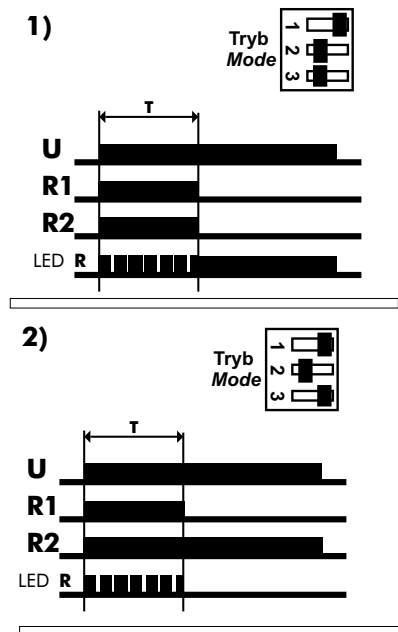 1)
Tryb
Mode
1
2
3
T
U
R1
R2
LED R
2)
Tryb
Mode
1
2
3
T
U
R1
R2
LED R